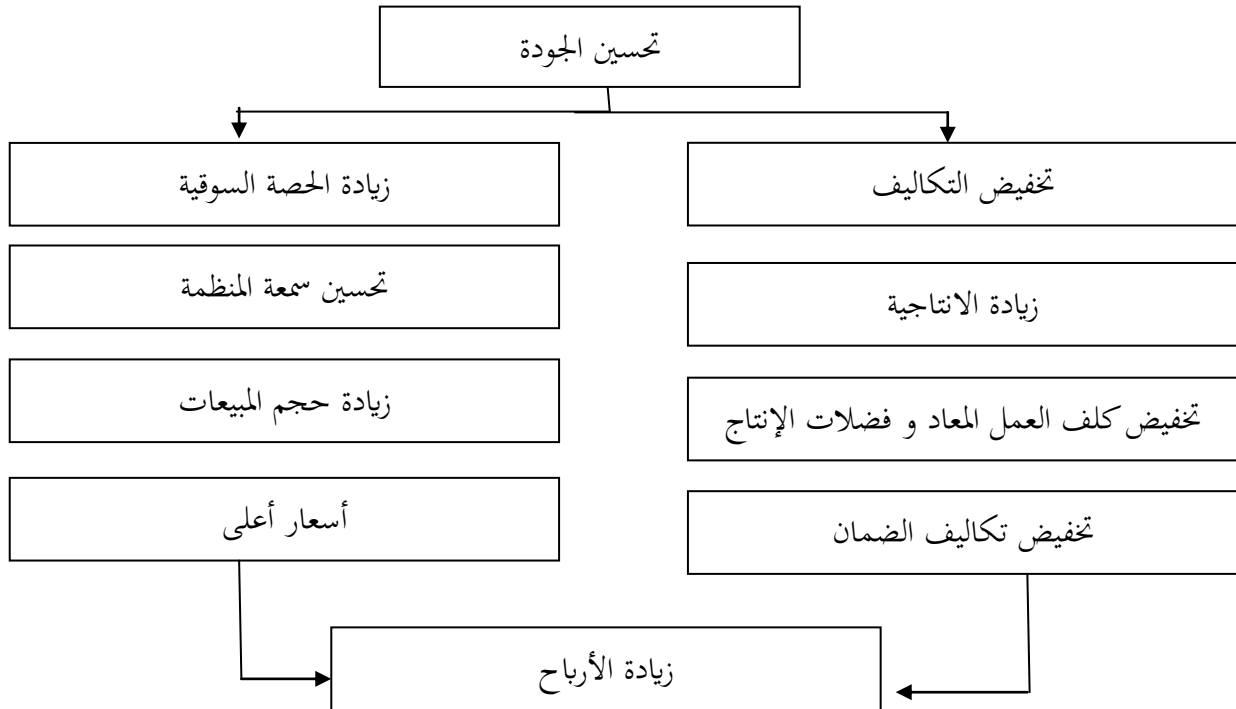 تحسين الجودة
تخفيض التكاليف
زيادة الانتاجية
تخفيض كلف العمل المعاد و فضلات الإنتاج
تخفيض تكاليف الضمان
زيادة الحصة السوقية
تحسين سمعة المنظمة
زيادة حجم المبيعات
أسعار أعلى
زيادة الأرباح